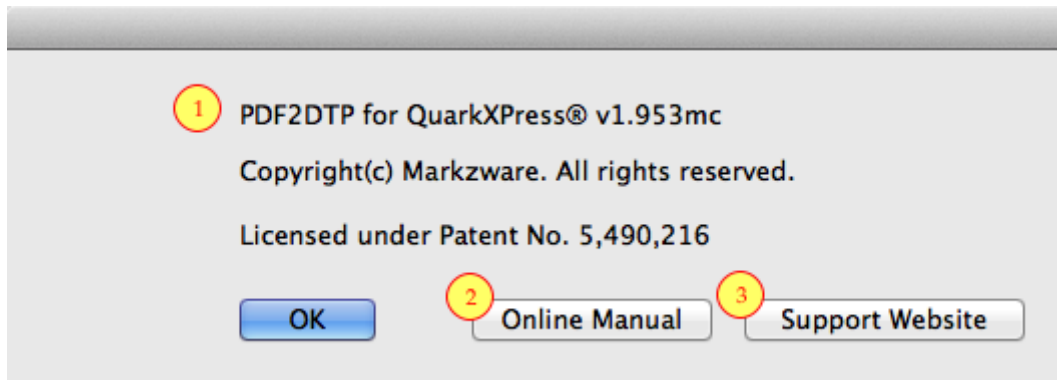 1 PDF2DTP for QuarkXPress® v1.953mc
Copyright(c) Markzware. All rights reserved.
Licensed under Patent No. 5,490,216
OK 2 Online Manual 3 Support Website